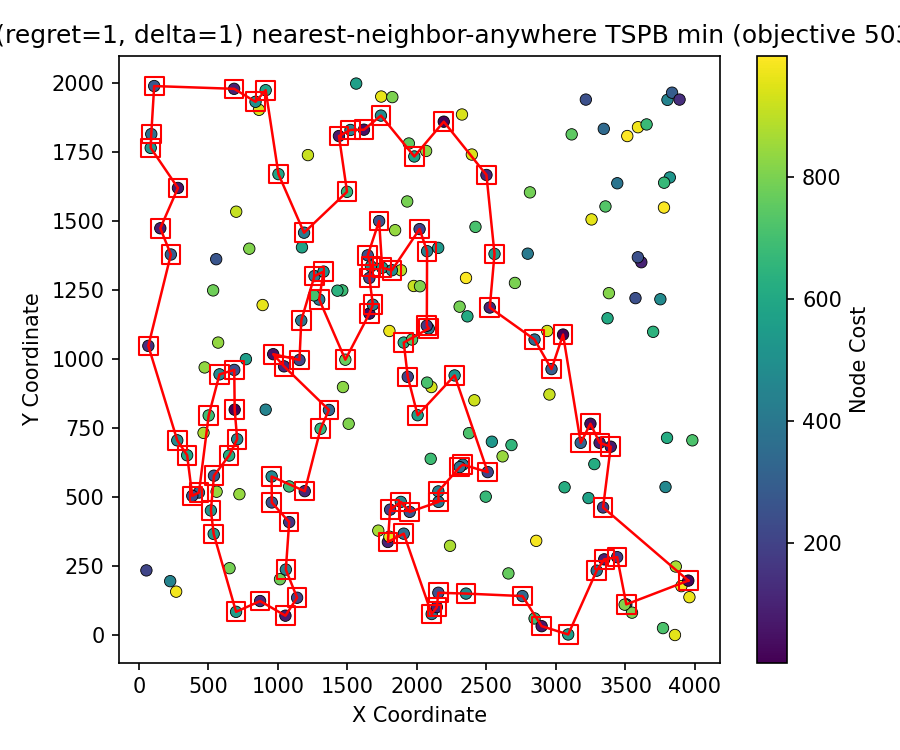 (regret=1, delta=1) nearest-neighbor-anywhere TSPB min (objective 503
2000
1750
1500
1250
1000
750
500
250
0
Y Coordinate
0 500 1000 1500 2000 2500 3000 3500 4000
X Coordinate
800
600
400
200
Node Cost